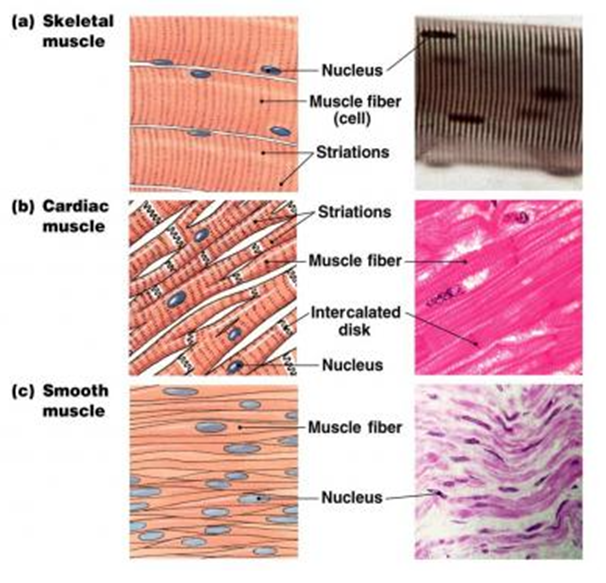 (a) Skeletal
muscle
Nucleus
Muscle fiber
(cell)
Striations
(b) Cardiac
muscle
Striations
Muscle fiber
Intercalated
disk
Nucleus
(c) Smooth
muscle
Muscle fiber
Nucleus